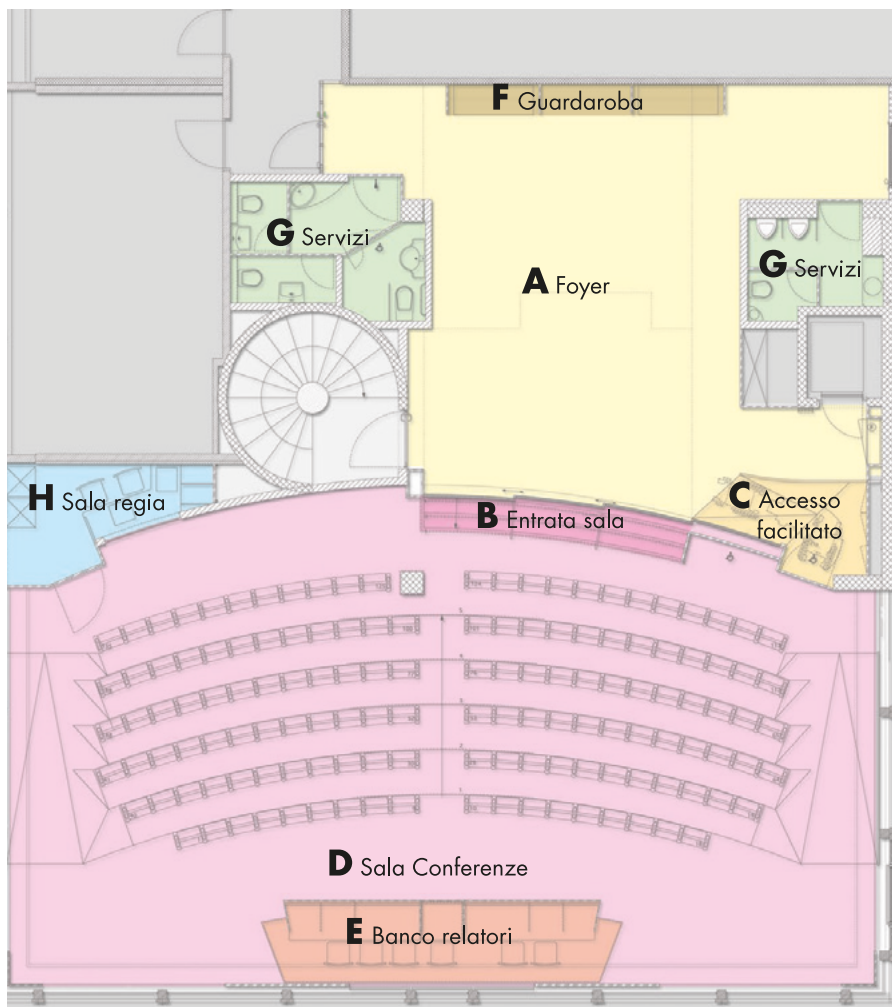 F Guardaroba
G Servizi
G Servizi
A Foyer
H Sala regia
B Entrata sala
C Accesso
facilitato
D Sala Conferenze
E Banco relatori